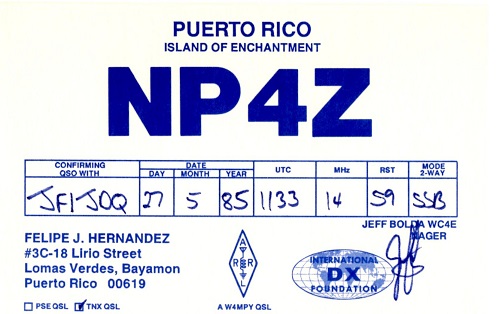 PUERTO RICO
ISLAND OF ENCHANTMENT
NP4Z
CONFIRMING QSO WITH DATE DAY MONTH YEAR UTC MHz RST MODE 2-WAY
JF1JDQ 27 5 85 1133 14 59 SSB
JEFF BOLDA WC4E
FELIPE J. HERNANDEZ
#3C-18 Lirio Street
Lomas Verdes, Bayamon
Puerto Rico 00619
ARRL
INTERNATIONAL
DX
FOUNDATION
PSE QSL TNX QSL
A W4MPY QSL